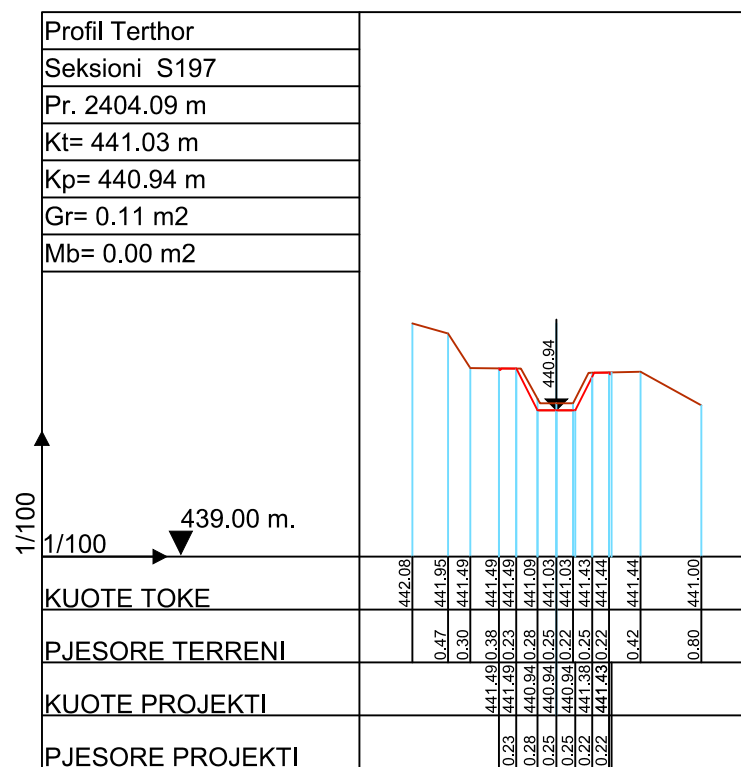 Profil Terthor
Seksioni S197
Pr. 2404.09 m
Kt= 441.03 m
Kp= 440.94 m
Gr= 0.11 m2
Mb= 0.00 m2
440.94
1/100
1/100
439.00 m.
KUOTE TOKE
442.08 441.95 441.49 441.49 441.49 441.09 441.03 441.03 441.43 441.44 441.44 441.00
PJESORE TERRENI
0.47 0.30 0.38 0.23 0.28 0.25 0.22 0.25 0.22 0.42 0.80
KUOTE PROJEKTI
441.49 441.49 440.94 440.94 440.94 441.38 441.43
PJESORE PROJEKTI
0.23 0.28 0.25 0.25 0.22 0.22